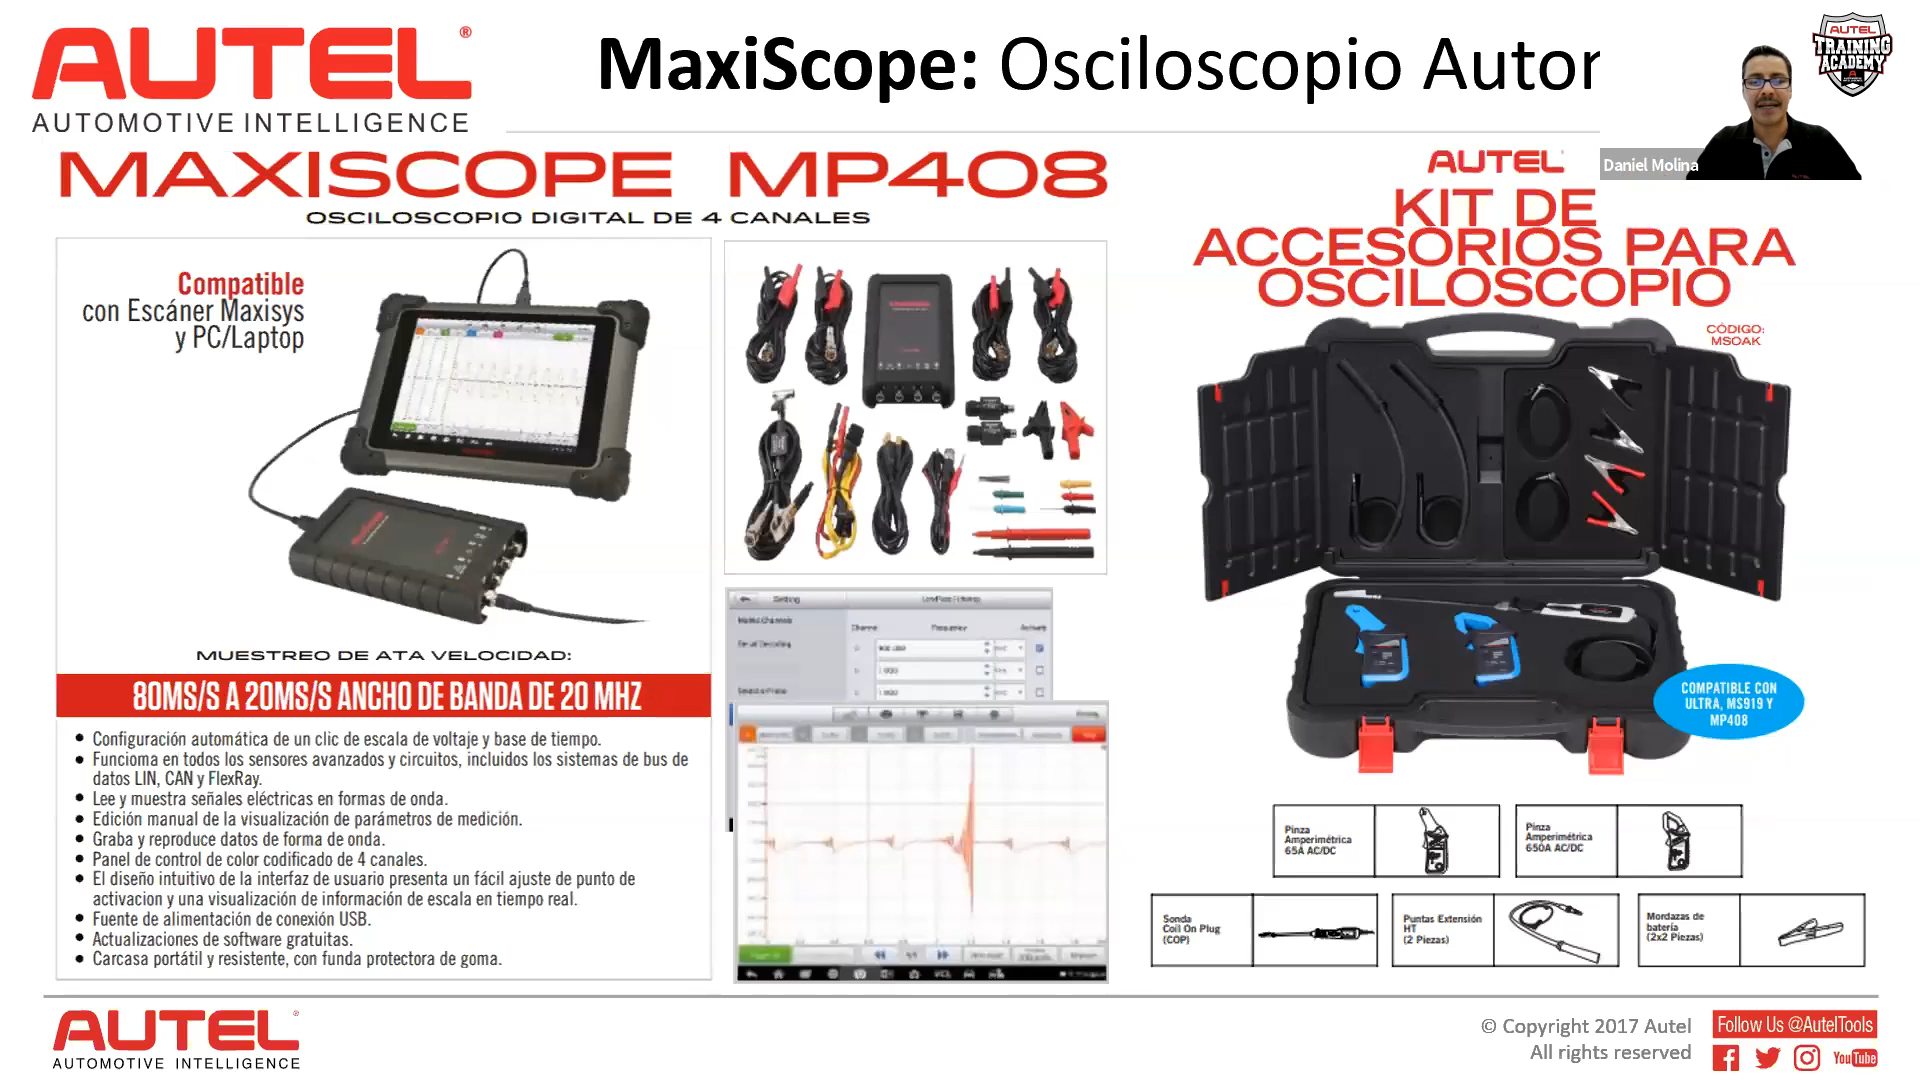 AUTEL®
AUTOMOTIVE INTELLIGENCE
MaxiScope: Osciloscopio Autor
AUTEL
TRAINING
ACADEMY
Daniel Molina
MAXISCOPE MP408
OSCILOSCOPIO DIGITAL DE 4 CANALES
Compatible
con Escáner Maxisys
y PC/Laptop
MUESTREO DE ATA VELOCIDAD:
80MS/S A 20MS/S ANCHO DE BANDA DE 20 MHZ
• Configuración automática de un clic de escala de voltaje y base de tiempo.
• Funcioma en todos los sensores avanzados y circuitos, incluidos los sistemas de bus de
datos LIN, CAN y FlexRay.
• Lee y muestra señales eléctricas en formas de onda.
• Edición manual de la visualización de parámetros de medición.
• Graba y reproduce datos de forma de onda.
• Panel de control de color codificado de 4 canales.
• El diseño intuitivo de la interfaz de usuario presenta un fácil ajuste de punto de
activacion y una visualización de información de escala en tiempo real.
• Fuente de alimentación de conexión USB.
• Actualizaciones de software gratuitas.
• Carcasa portátil y resistente, con funda protectora de goma.
Setting
Channel
Frequency
Activate
AUTEL
KIT DE
ACCESORIOS PARA
OSCILOSCOPIO
CÓDIGO:
MSOAK
COMPATIBLE CON
ULTRA, MS919 Y
MP408
Pinza
Amperimétrica
65A AC/DC
Pinza
Amperimétrica
650A AC/DC
Sonda
Coil On Plug
(COP)
Puntas Extensión
HT
(2 Piezas)
Mordazas de
batería
(2x2 Piezas)
AUTEL®
AUTOMOTIVE INTELLIGENCE
© Copyright 2017 Autel
All rights reserved
Follow Us @AutelTools
YouTube